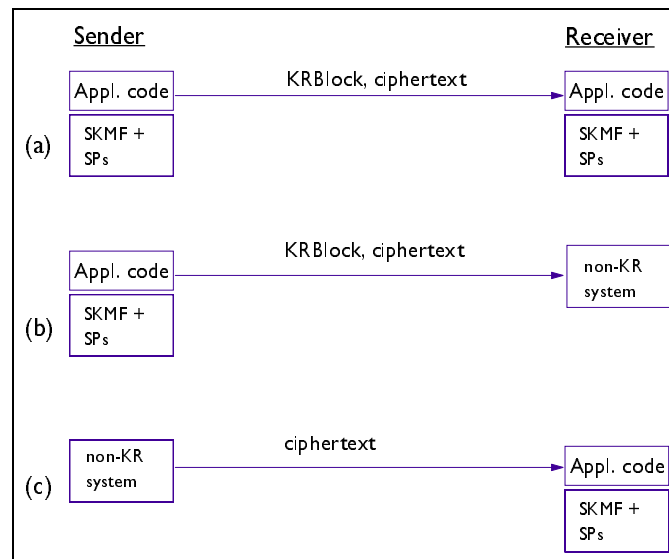 Sender
Receiver
KRBlock, ciphertext
Appl. code
Appl. code
(a)
SKMF +
SPs
SKMF +
SPs
KRBlock, ciphertext
Appl. code
non-KR
system
(b)
SKMF +
SPs
ciphertext
non-KR
system
(c)
Appl. code
SKMF +
SPs